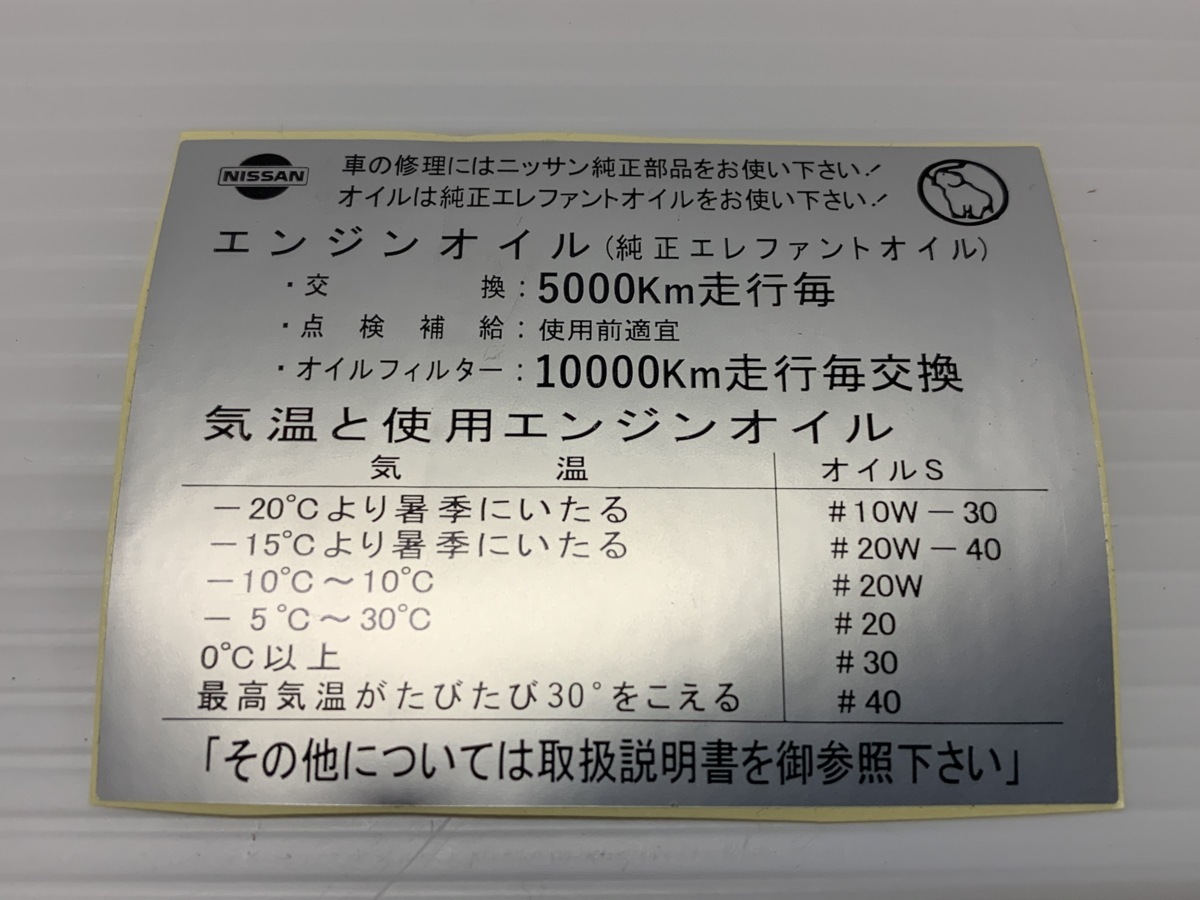 NISSAN
車の修理にはニッサン純正部品をお使い下さい!
オイルは純正エレファントオイルをお使い下さい!
エンジンオイル(純正エレファントオイル)
・交換:5000Km走行毎
・点検補給:使用前適宜
・オイルフィルター:10000Km走行毎交換
気温と使用エンジンオイル
気温 オイルS
-20℃より暑季にいたる #10W-30
-15℃より暑季にいたる #20W-40
-10℃~10℃ #20W
-5℃~30℃ #20
0℃以上 #30
最高気温がたびたび30°をこえる #40
「その他については取扱説明書を御参照下さい」